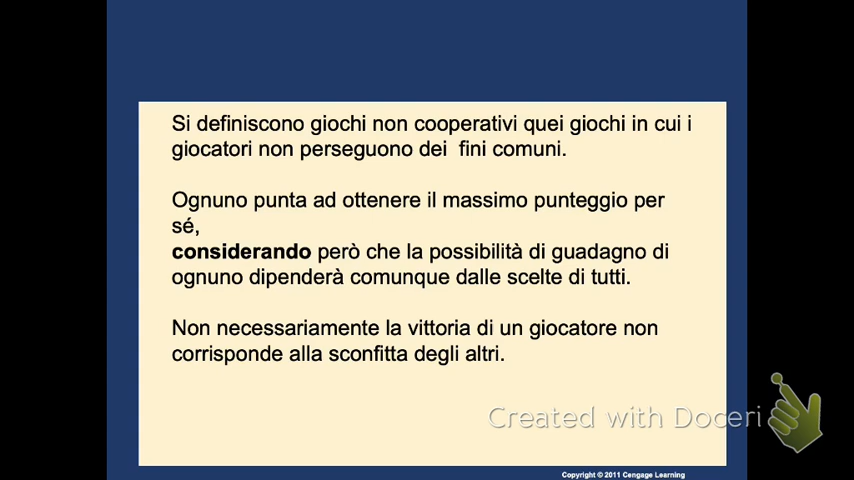 Si definiscono giochi non cooperativi quei giochi in cui i
giocatori non perseguono dei fini comuni.
Ognuno punta ad ottenere il massimo punteggio per
sé,
considerando però che la possibilità di guadagno di
ognuno dipenderà comunque dalle scelte di tutti.
Non necessariamente la vittoria di un giocatore non
corrisponde alla sconfitta degli altri.
Created with Doceri
Copyright © 2011 Cengage Learning